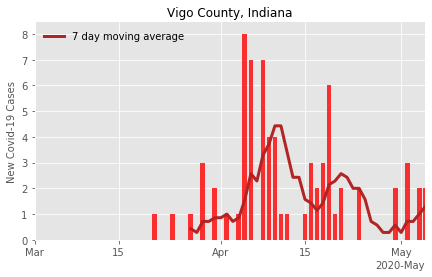 Vigo County, Indiana
7 day moving average
New Covid-19 Cases
8
7
6
5
4
3
2
1
0
Mar
15
Apr
15
May
2020-May